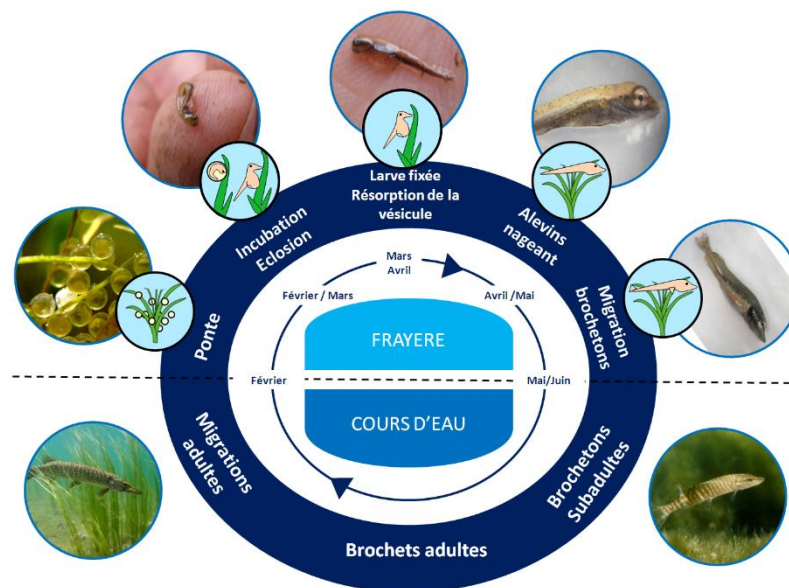 Larve fixée
Résorption de la
vésicule
Incubation
Eclosion
Alevins
nageant
Mars
Avril
Février / Mars
Avril /Mai
Ponte
Migration
brochetons
FRAYERE
Février
Mai/Juin
COURS D'EAU
Migrations
adultes
Brochetons
Subadultes
Brochets adultes